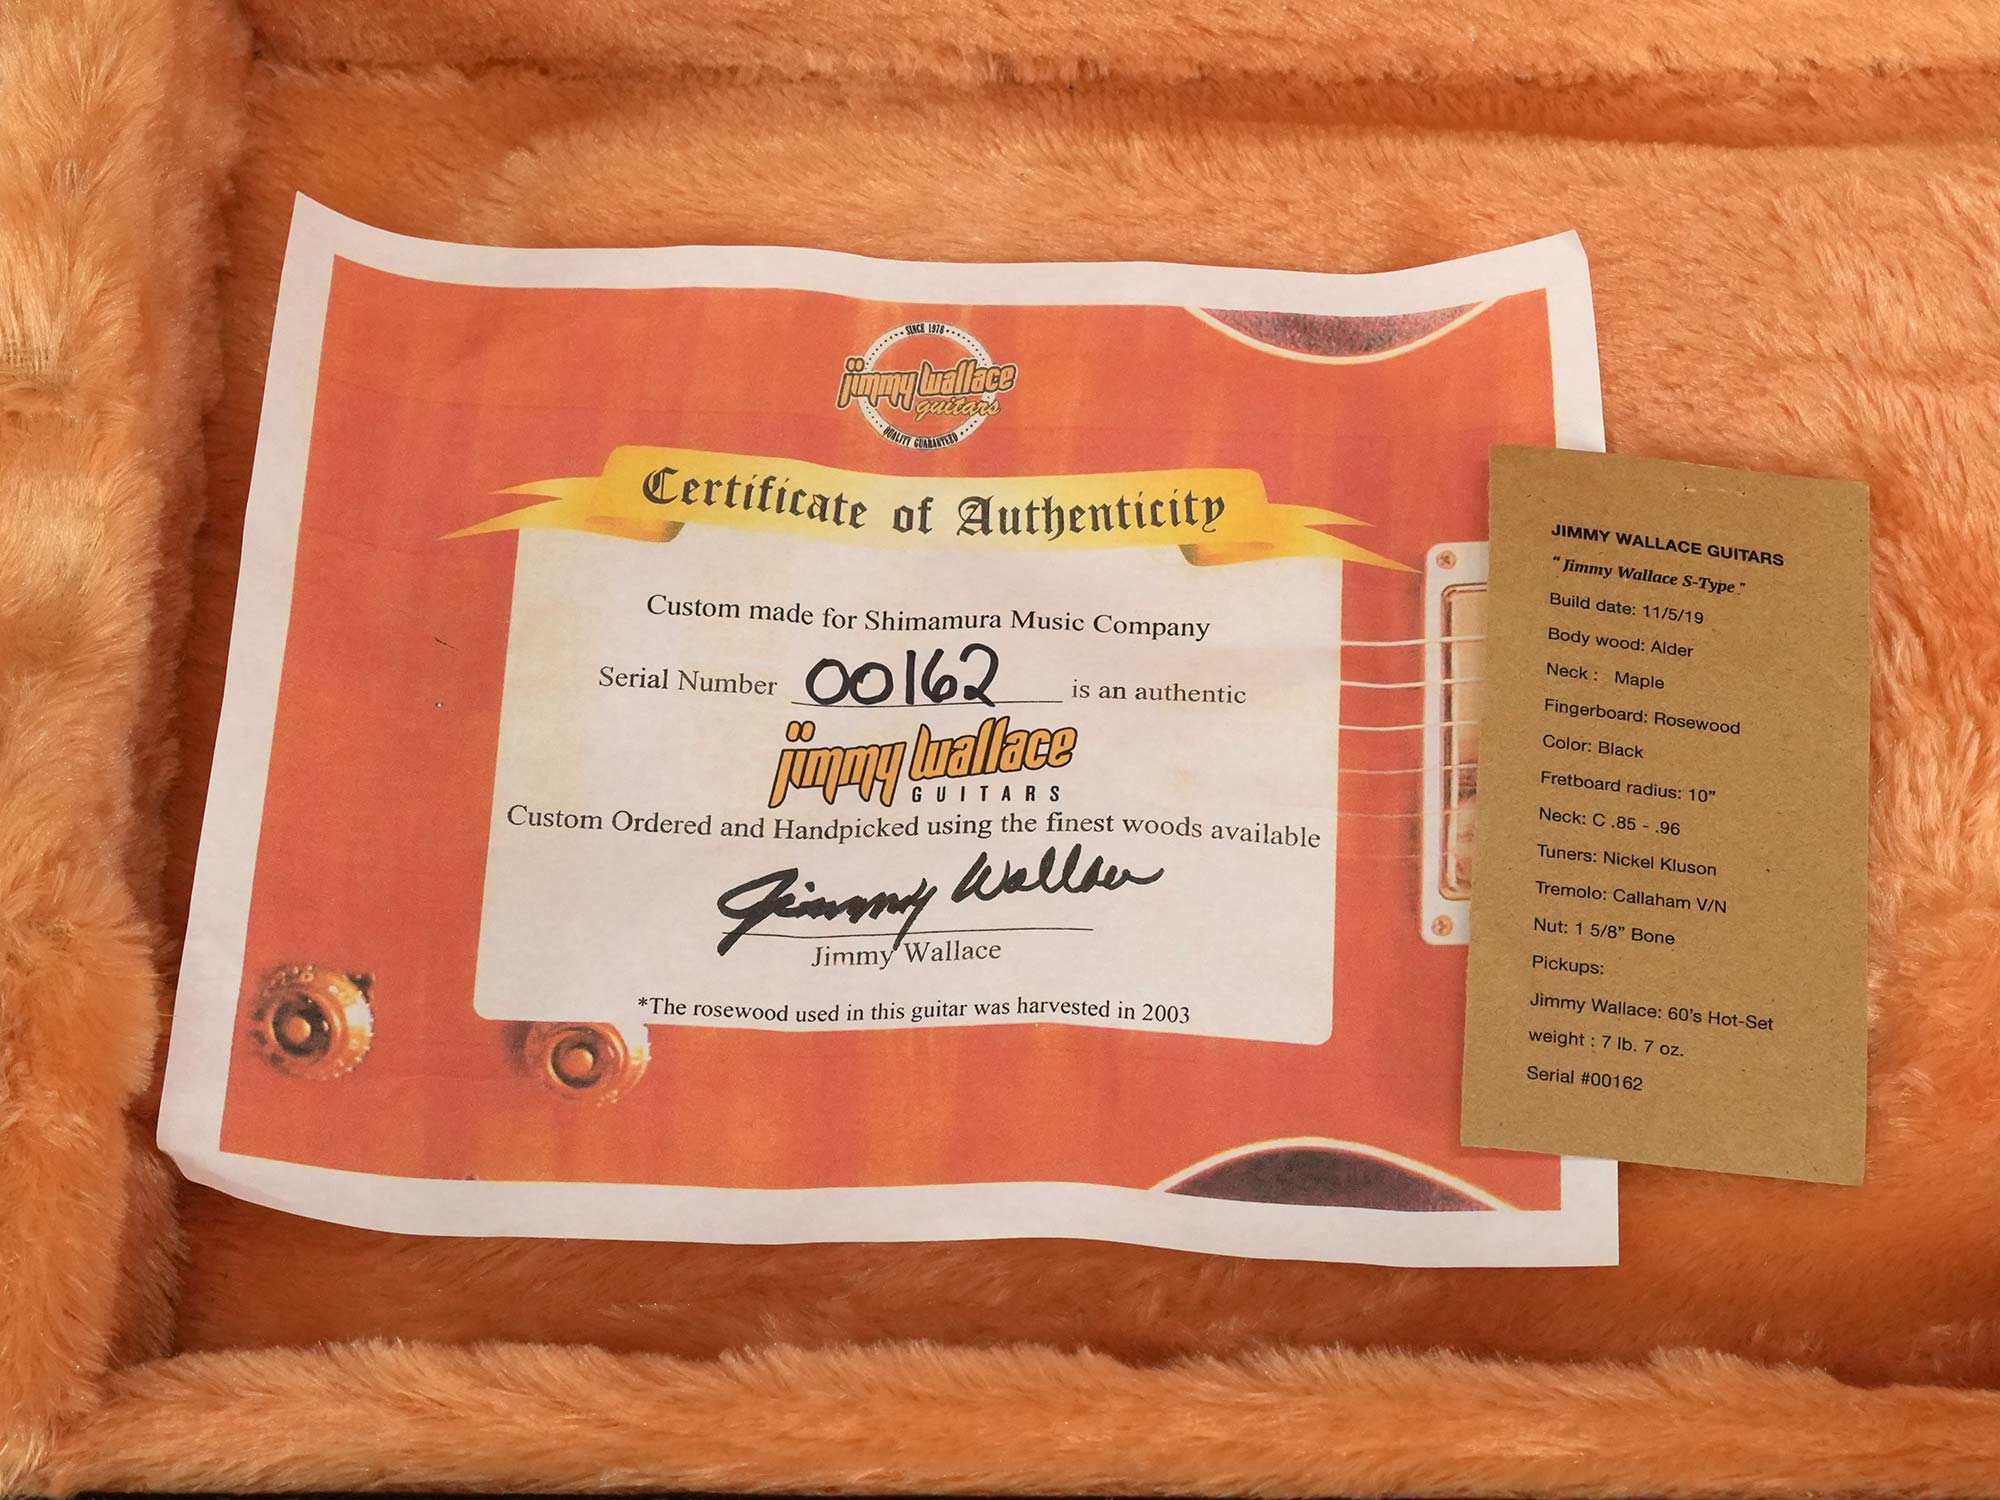 SINCE 1978
jimmy wallace
guitars
QUALITY GUARANTEED
Certificate of Authenticity
Custom made for Shimamura Music Company
Serial Number 00162 is an authentic
jimmy wallace
GUITARS
Custom Ordered and Handpicked using the finest woods available
Jimmy Wallace
Jimmy Wallace
*The rosewood used in this guitar was harvested in 2003
JIMMY WALLACE GUITARS
“Jimmy Wallace S-Type”
Build date: 11/5/19
Body wood: Alder
Neck : Maple
Fingerboard: Rosewood
Color: Black
Fretboard radius: 10”
Neck: C .85 - .96
Tuners: Nickel Kluson
Tremolo: Callaham V/N
Nut: 1 5/8” Bone
Pickups:
Jimmy Wallace: 60’s Hot-Set
weight : 7 lb. 7 oz.
Serial #00162